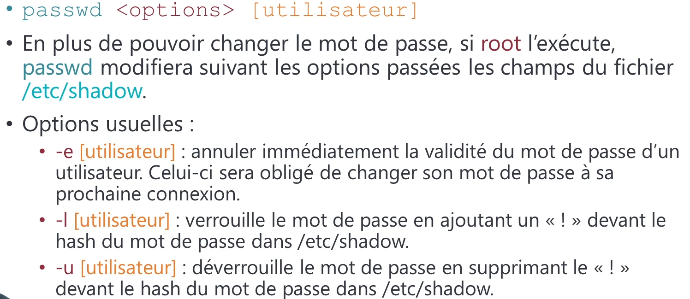 • passwd <options> [utilisateur]
• En plus de pouvoir changer le mot de passe, si root l'exécute,
passwd modifiera suivant les options passées les champs du fichier
/etc/shadow.
• Options usuelles :
• -e [utilisateur] : annuler immédiatement la validité du mot de passe d'un
utilisateur. Celui-ci sera obligé de changer son mot de passe à sa
prochaine connexion.
• -l [utilisateur] : verrouille le mot de passe en ajoutant un « ! » devant le
hash du mot de passe dans /etc/shadow.
• -u [utilisateur] : déverrouille le mot de passe en supprimant le « ! »
devant le hash du mot de passe dans /etc/shadow.